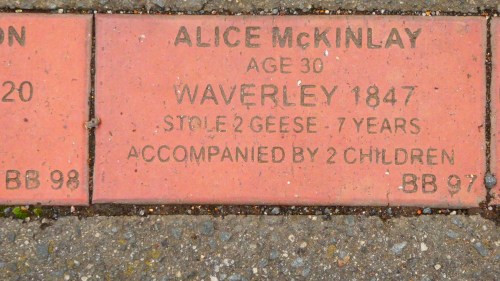 ON
20
BB 98
ALICE McKINLAY
AGE 30
WAVERLEY 1847
STOLE 2 GEESE - 7 YEARS
ACCOMPANIED BY 2 CHILDREN
BB 97